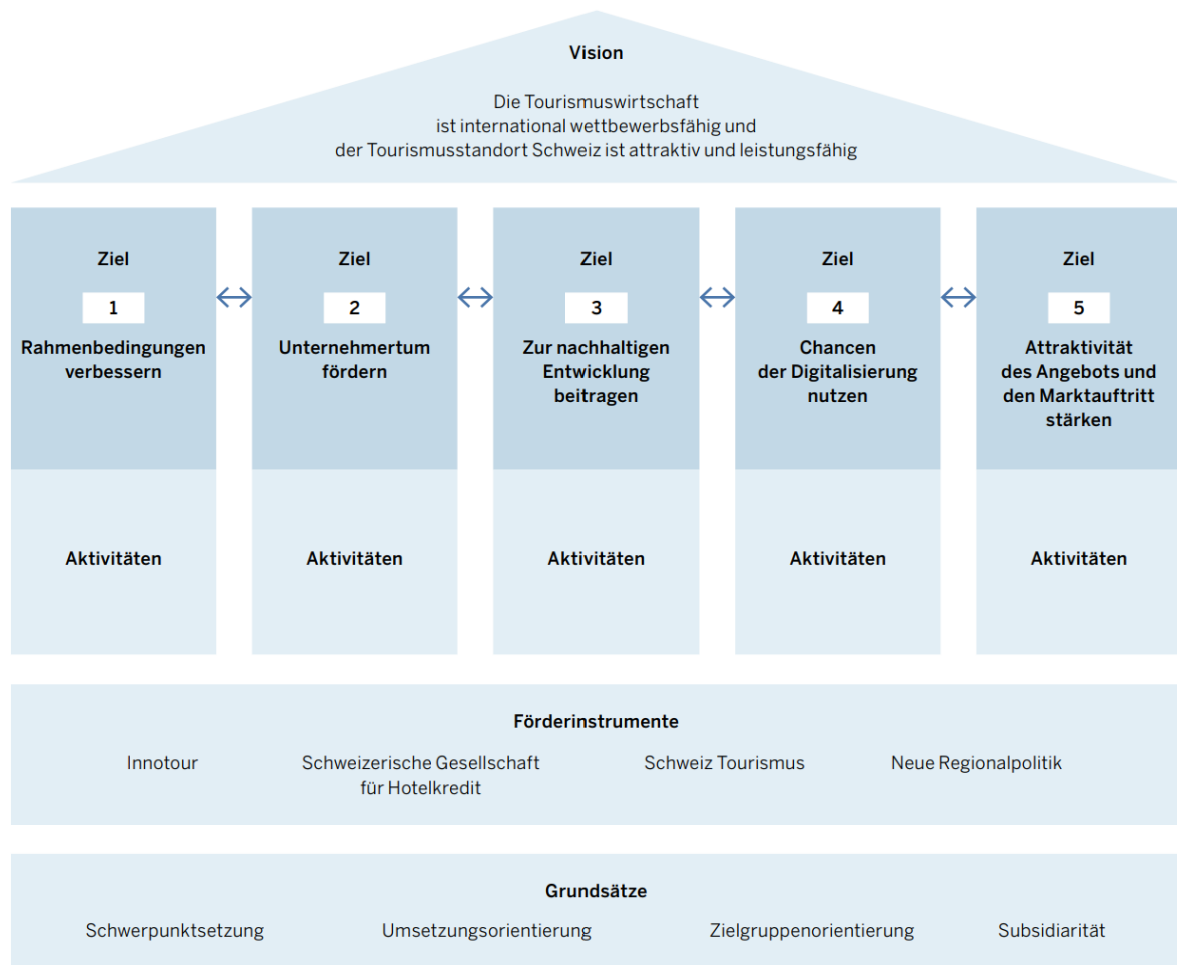 Vision
Die Tourismuswirtschaft
ist international wettbewerbsfähig und
der Tourismusstandort Schweiz ist attraktiv und leistungsfähig
Ziel
1
Rahmenbedingungen
verbessern
Ziel
2
Unternehmertum
fördern
Ziel
3
Zur nachhaltigen
Entwicklung
beitragen
Ziel
4
Chancen
der Digitalisierung
nutzen
Ziel
5
Attraktivität
des Angebots und
den Marktauftritt
stärken
Aktivitäten
Aktivitäten
Aktivitäten
Aktivitäten
Aktivitäten
Förderinstrumente
Innotour
Schweizerische Gesellschaft
für Hotelkredit
Schweiz Tourismus
Neue Regionalpolitik
Grundsätze
Schwerpunktsetzung
Umsetzungsorientierung
Zielgruppenorientierung
Subsidiarität